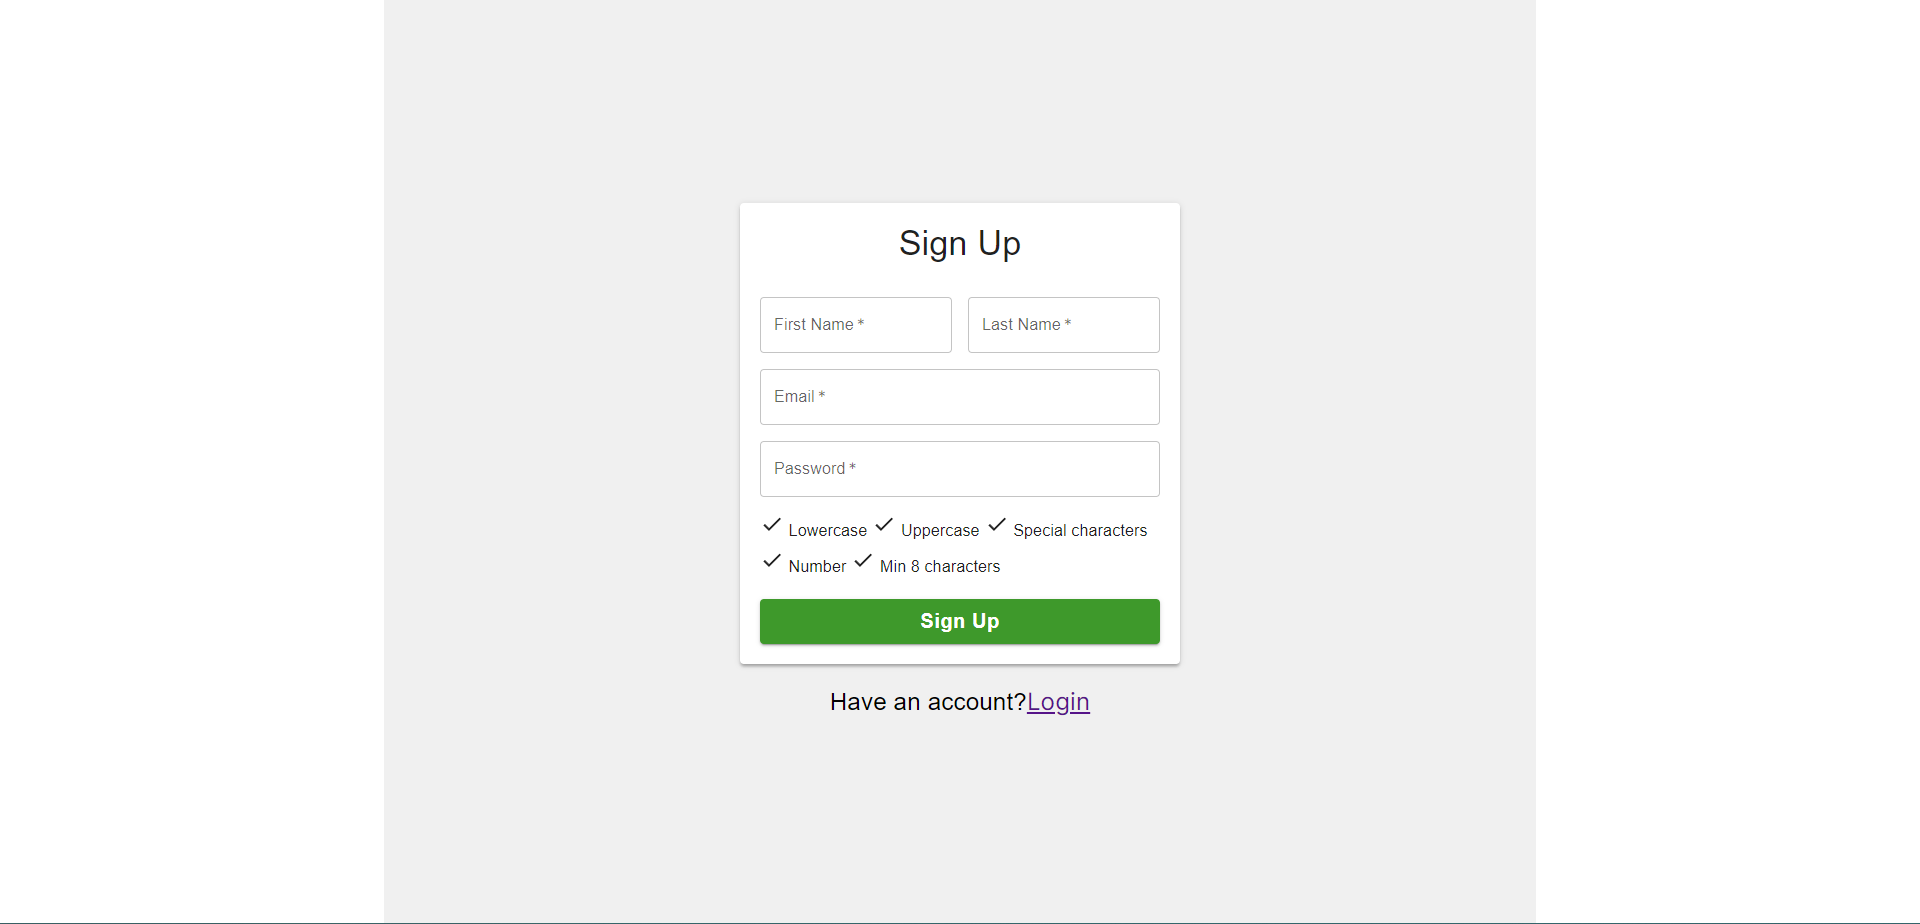 Sign Up
First Name * Last Name *
Email *
Password *
Lowercase Uppercase Special characters
Number Min 8 characters
Sign Up
Have an account?Login